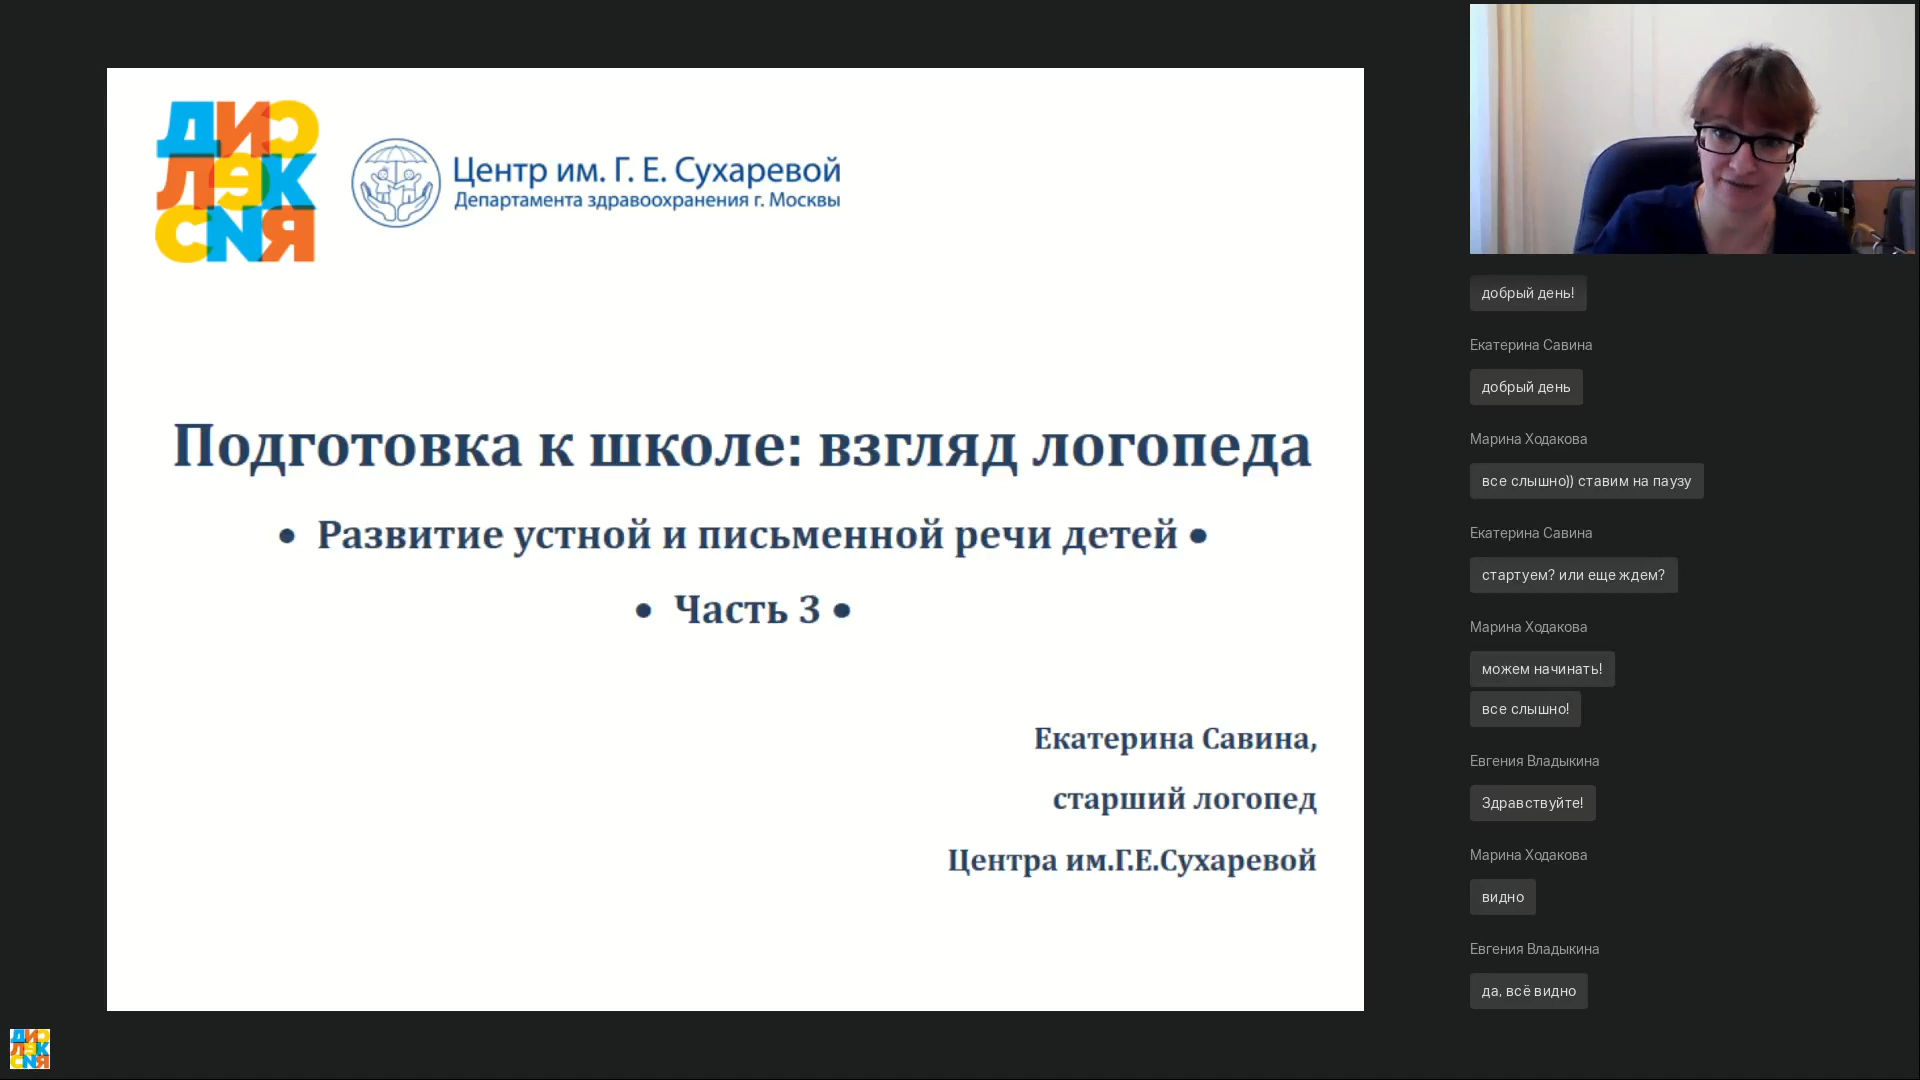 ДИС
ЛЕК
СИЯ
Центр им. Г. Е. Сухаревой
Департамента здравоохранения г. Москвы
Подготовка к школе: взгляд логопеда
• Развитие устной и письменной речи детей •
• Часть 3 •
Екатерина Савина,
старший логопед
Центра им.Г.Е.Сухаревой
добрый день!
Екатерина Савина
добрый день
Марина Ходакова
все слышно)) ставим на паузу
Екатерина Савина
стартуем? или еще ждем?
Марина Ходакова
можем начинать!
все слышно!
Евгения Владыкина
Здравствуйте!
Марина Ходакова
видно
Евгения Владыкина
да, всё видно
ДИС
ЛЕК
СИЯ